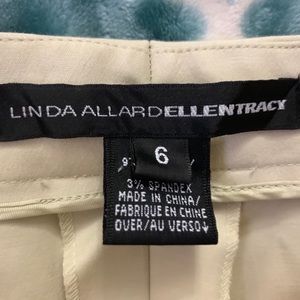 LINDA ALLARDELLENTRACY
6
3% SPANDEX
MADE IN CHINA/
FABRIQUE EN CHINE
OVER/AU VERSO↓